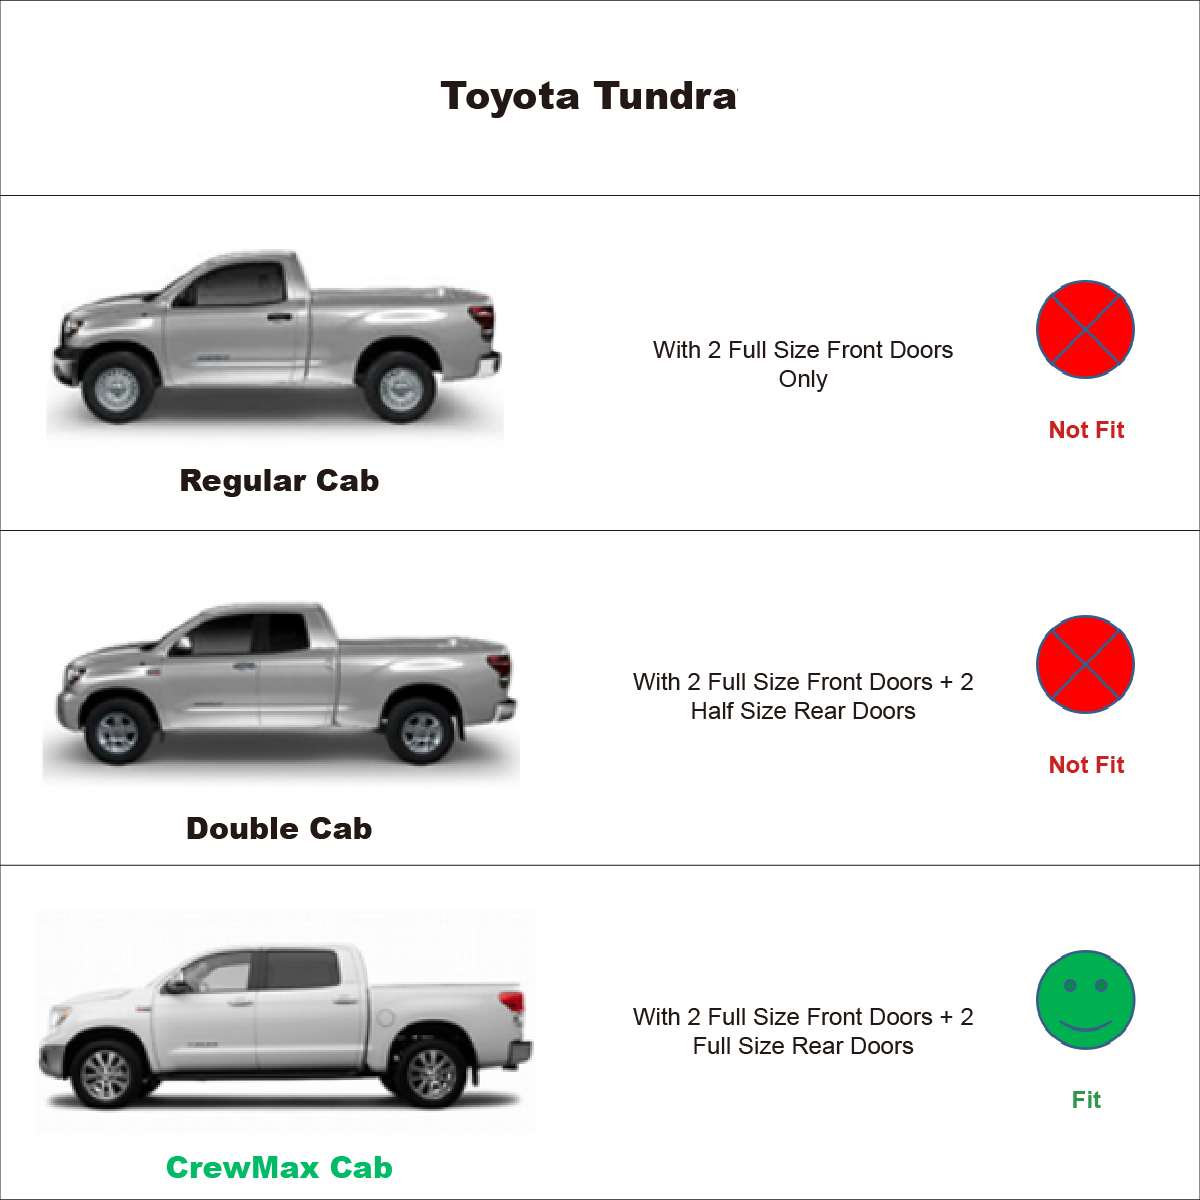 Toyota Tundra
With 2 Full Size Front Doors
Only
Not Fit
Regular Cab
With 2 Full Size Front Doors + 2
Half Size Rear Doors
Not Fit
Double Cab
With 2 Full Size Front Doors + 2
Full Size Rear Doors
Fit
CrewMax Cab